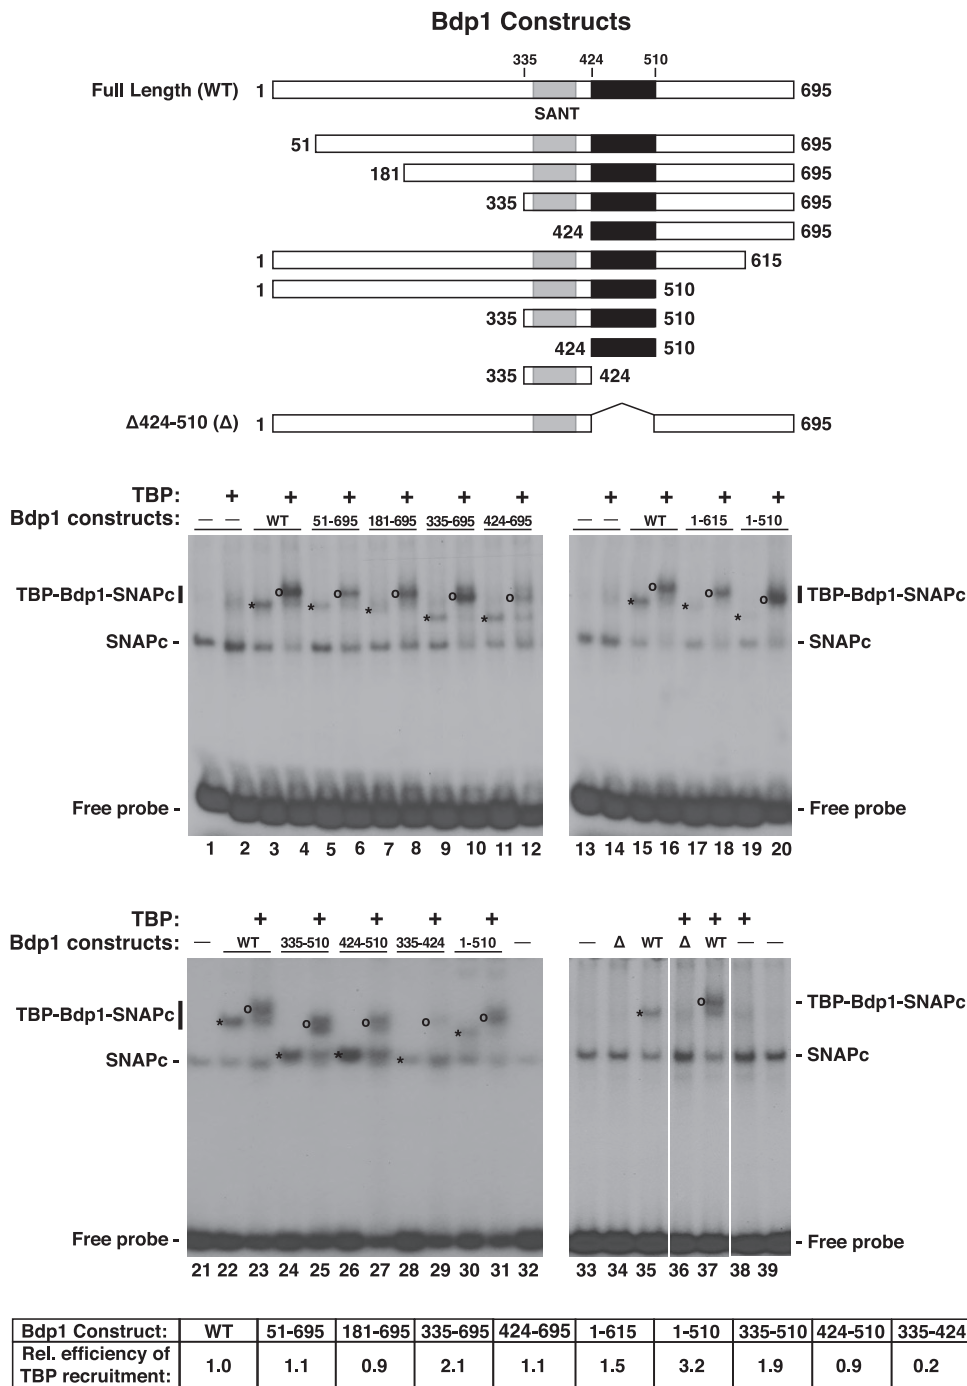 Bdp1 Constructs
335 424 510
Full Length (WT) 1 695
SANT
51 695
181 695
335 695
424 695
1 615
1 510
335 510
424 510
335 424
Δ424-510 (Δ) 1 695
TBP: + + + + + +
Bdp1 constructs: — — WT 51-695 181-695 335-695 424-695
TBP-Bdp1-SNAPc
* o * o * o * o * o
SNAPc -
Free probe -
1 2 3 4 5 6 7 8 9 10 11 12
+ + + +
— — WT 1-615 1-510
TBP-Bdp1-SNAPc
* o * o * o
- SNAPc
- Free probe
13 14 15 16 17 18 19 20
TBP: + + + + +
Bdp1 constructs: — WT 335-510 424-510 335-424 1-510 —
TBP-Bdp1-SNAPc
* o * o * o * o * o
SNAPc -
Free probe -
21 22 23 24 25 26 27 28 29 30 31 32
+ + +
— Δ WT Δ WT — —
- TBP-Bdp1-SNAPc
* o
- SNAPc
- Free probe
33 34 35 36 37 38 39
Bdp1 Construct: WT 51-695 181-695 335-695 424-695 1-615 1-510 335-510 424-510 335-424
Rel. efficiency of
TBP recruitment: 1.0 1.1 0.9 2.1 1.1 1.5 3.2 1.9 0.9 0.2